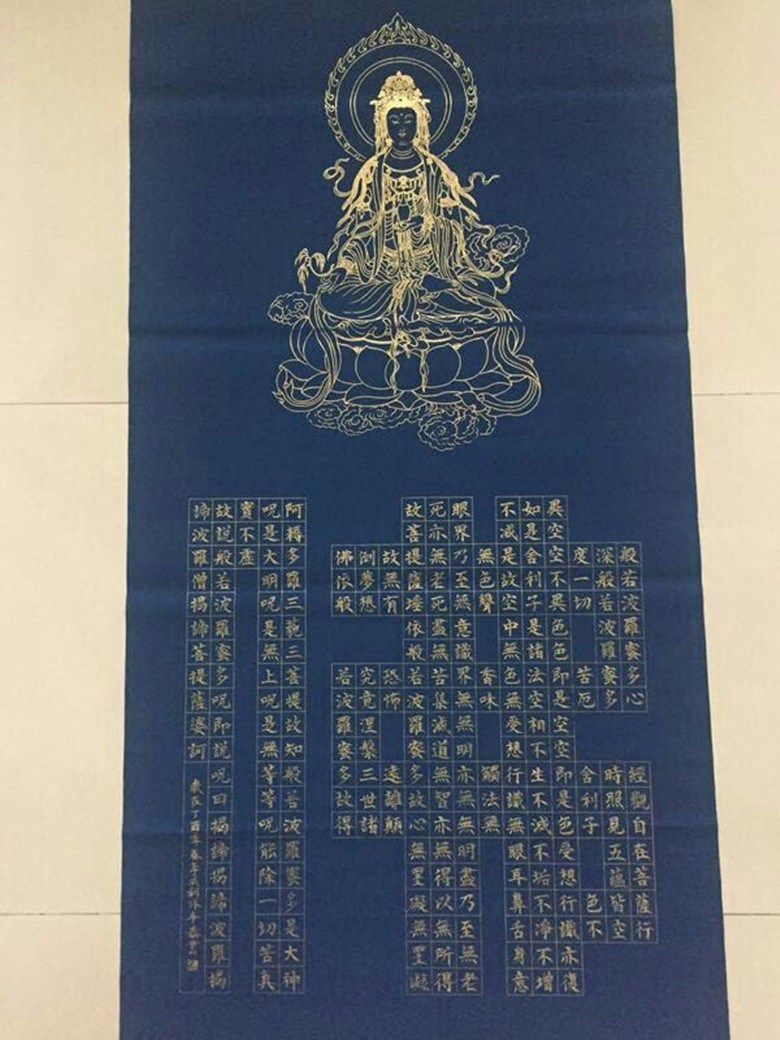 般若波羅蜜多心經觀自在菩薩行
深般若波羅蜜多時照見五蘊皆空
度一切苦厄舍利子色不
異空空不異色色即是空空即是色受想行識亦復
如是舍利子是諸法空相不生不滅不垢不淨不增
不減是故空中無色無受想行識無眼耳鼻舌身意
無色聲香味觸法無
眼界乃至無意識界無無明亦無無明盡乃至無老
死亦無老死盡無苦集滅道無智亦無得以無所得
故菩提薩埵依般若波羅蜜多故心無罣礙無罣礙
故無有恐怖遠離顛
倒夢想究竟涅槃三世諸
佛依般若波羅蜜多故得
阿耨多羅三藐三菩提故知般若波羅蜜多是大神
呪是大明呪是無上呪是無等等呪能除一切苦真
實不虛
故說般若波羅蜜多呪即說呪曰揭諦揭諦波羅揭
諦波羅僧揭諦菩提薩婆訶
歲在丁酉年春